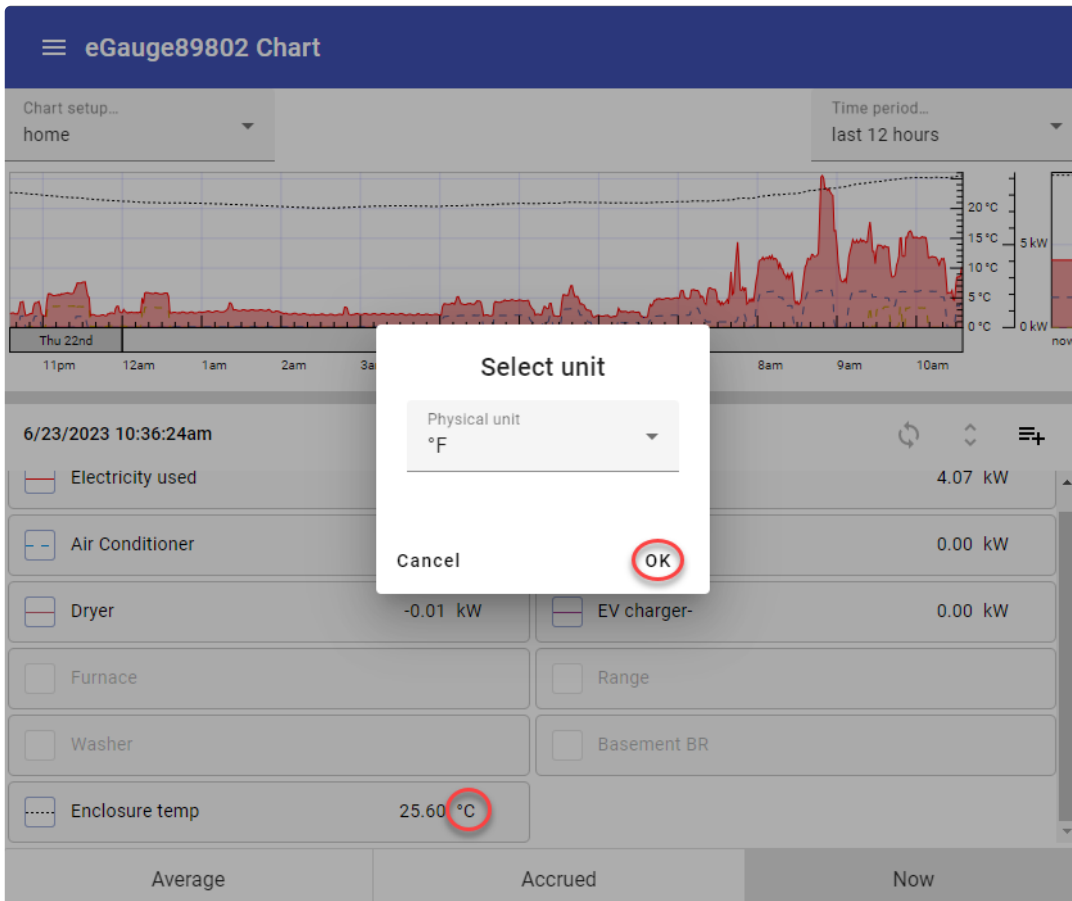 eGauge89802 Chart
Chart setup...
home
Time period...
last 12 hours
20 °C
15 °C
10 °C
5 °C
0 °C
5 kW
0 kW
Thu 22nd
now
11pm 12am 1am 2am 8am 9am 10am
Select unit
Physical unit
°F
Cancel OK
6/23/2023 10:36:24am
Electricity used
4.07 kW
Air Conditioner
0.00 kW
Dryer -0.01 kW
EV charger- 0.00 kW
Furnace
Range
Washer
Basement BR
Enclosure temp 25.60 °C
Average Accrued Now